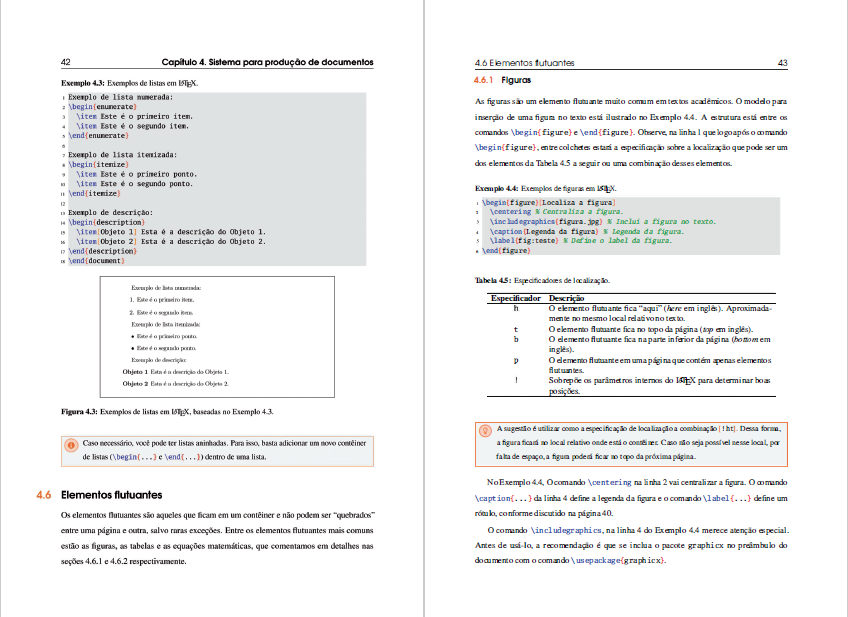 42
Capítulo 4. Sistema para produção de documentos
Exemplo 4.3: Exemplos de listas em LATEX.
1 Exemplo de lista numerada:
2 \begin{enumerate}
3 \item Este é o primeiro item.
4 \item Este é o segundo item.
5 \end{enumerate}
6
7 Exemplo de lista itemizada:
8 \begin{itemize}
9 \item Este é o primeiro ponto.
10 \item Este é o segundo ponto.
11 \end{itemize}
12
13 Exemplo de descrição:
14 \begin{description}
15 \item[Objeto 1] Esta é a descrição do Objeto 1.
16 \item[Objeto 2] Esta é a descrição do Objeto 2.
17 \end{description}
18 \end{document}
Exemplo de lista numerada:
1. Este é o primeiro item.
2. Este é o segundo item.
Exemplo de lista itemizada:
• Este é o primeiro ponto.
• Este é o segundo ponto.
Exemplo de descrição:
Objeto 1 Esta é a descrição do Objeto 1.
Objeto 2 Esta é a descrição do Objeto 2.
Figura 4.3: Exemplos de listas em LATEX, baseadas no Exemplo 4.3.
Caso necessário, você pode ter listas aninhadas. Para isso, basta adicionar um novo contêiner
de listas (\begin{...} e \end{...}) dentro de uma lista.
4.6 Elementos flutuantes
Os elementos flutuantes são aqueles que ficam em um contêiner e não podem ser “quebrados”
entre uma página e outra, salvo raras exceções. Entre os elementos flutuantes mais comuns
estão as figuras, as tabelas e as equações matemáticas, que comentamos em detalhes nas
seções 4.6.1 e 4.6.2 respectivamente.
4.6 Elementos flutuantes
43
4.6.1 Figuras
As figuras são um elemento flutuante muito comum em textos acadêmicos. O modelo para
inserção de uma figura no texto está ilustrado no Exemplo 4.4. A estrutura está entre os
comandos \begin{figure} e \end{figure}. Observe, na linha 1 que logo após o comando
\begin{figure}, entre colchetes estará a especificação sobre a localização que pode ser um
dos elementos da Tabela 4.5 a seguir ou uma combinação desses elementos.
Exemplo 4.4: Exemplos de figuras em LATEX.
1 \begin{figure}[Localiza a figura]
2 \centering % Centraliza a figura.
3 \includegraphics{figura.jpg} % Inclui a figura no texto.
4 \caption{Legenda da figura} % Legenda da figura.
5 \label{fig:teste} % Define o label da figura.
6 \end{figure}
Tabela 4.5: Especificadores de localização.
Especificador Descrição
h O elemento flutuante fica “aqui” (here em inglês). Aproximada-
mente no mesmo local relativo no texto.
t O elemento flutuante fica no topo da página (top em inglês).
b O elemento flutuante fica na parte inferior da página (bottom em
inglês).
p O elemento flutuante em uma página que contém apenas elementos
flutuantes.
! Sobrepõe os parâmetros internos do LATEX para determinar boas
posições.
A sugestão é utilizar como a especificação de localização a combinação [!ht]. Dessa forma,
a figura ficará no local relativo onde está o contêiner. Caso não seja possível nesse local, por
falta de espaço, a figura poderá ficar no topo da próxima página.
No Exemplo 4.4, O comando \centering na linha 2 vai centralizar a figura. O comando
\caption{...} da linha 4 define a legenda da figura e o comando \label{...} define um
rótulo, conforme discutido na página 40.
O comando \includegraphics, na linha 4 do Exemplo 4.4 merece atenção especial.
Antes de usá-lo, a recomendação é que se inclua o pacote graphicx no preâmbulo do
documento com o comando \usepackage{graphicx}.